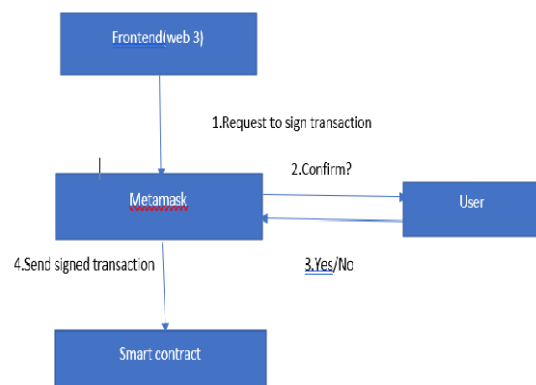 Frontend(web 3)
1.Request to sign transaction
2.Confirm?
Metamask
User
4.Send signed transaction
3.Yes/No
Smart contract